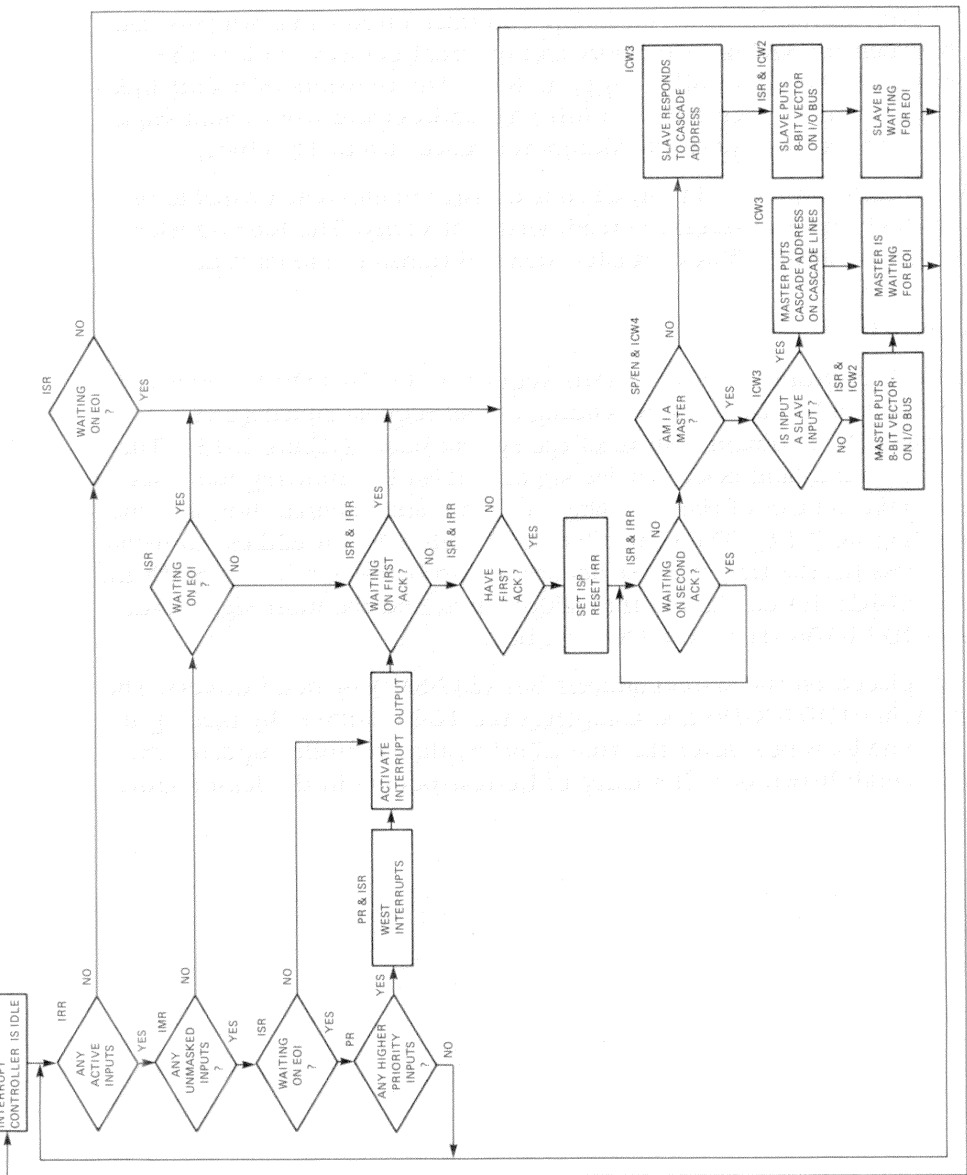 INTERRUPT
CONTROLLER IS IDLE
IRR
ANY
ACTIVE
INPUTS
NO
YES
IMR
ANY
UNMASKED
INPUTS
?
NO
YES
ISR
WAITING
ON EOI
?
NO
YES
PR
ANY HIGHER
PRIORITY
INPUTS
?
YES
NO
PR & ISR
WEST
INTERRUPTS
ACTIVATE
INTERRUPT OUTPUT
ISR
WAITING
ON EOI
?
NO
YES
ISR
WAITING
ON EOI
?
YES
NO
ISR & IRR
WAITING
ON FIRST
ACK ?
YES
NO
ISR & IRR
HAVE
FIRST
ACK ?
NO
YES
SET ISP
RESET IRR
ISR & IRR
WAITING
ON SECOND
ACK ?
NO
YES
SP/EN & ICW4
AM I A
MASTER
?
NO
YES
ICW3
IS INPUT
A SLAVE
INPUT ?
YES
NO
ISR &
ICW2
MASTER PUTS
8-BIT VECTOR-
ON I/O BUS
ICW3
MASTER PUTS
CASCADE ADDRESS
ON CASCADE LINES
MASTER IS
WAITING
FOR EOI
ICW3
SLAVE RESPONDS
TO CASCADE
ADDRESS
ISR & ICW2
SLAVE PUTS
8-BIT VECTOR
ON I/O BUS
SLAVE IS
WAITING
FOR EOI